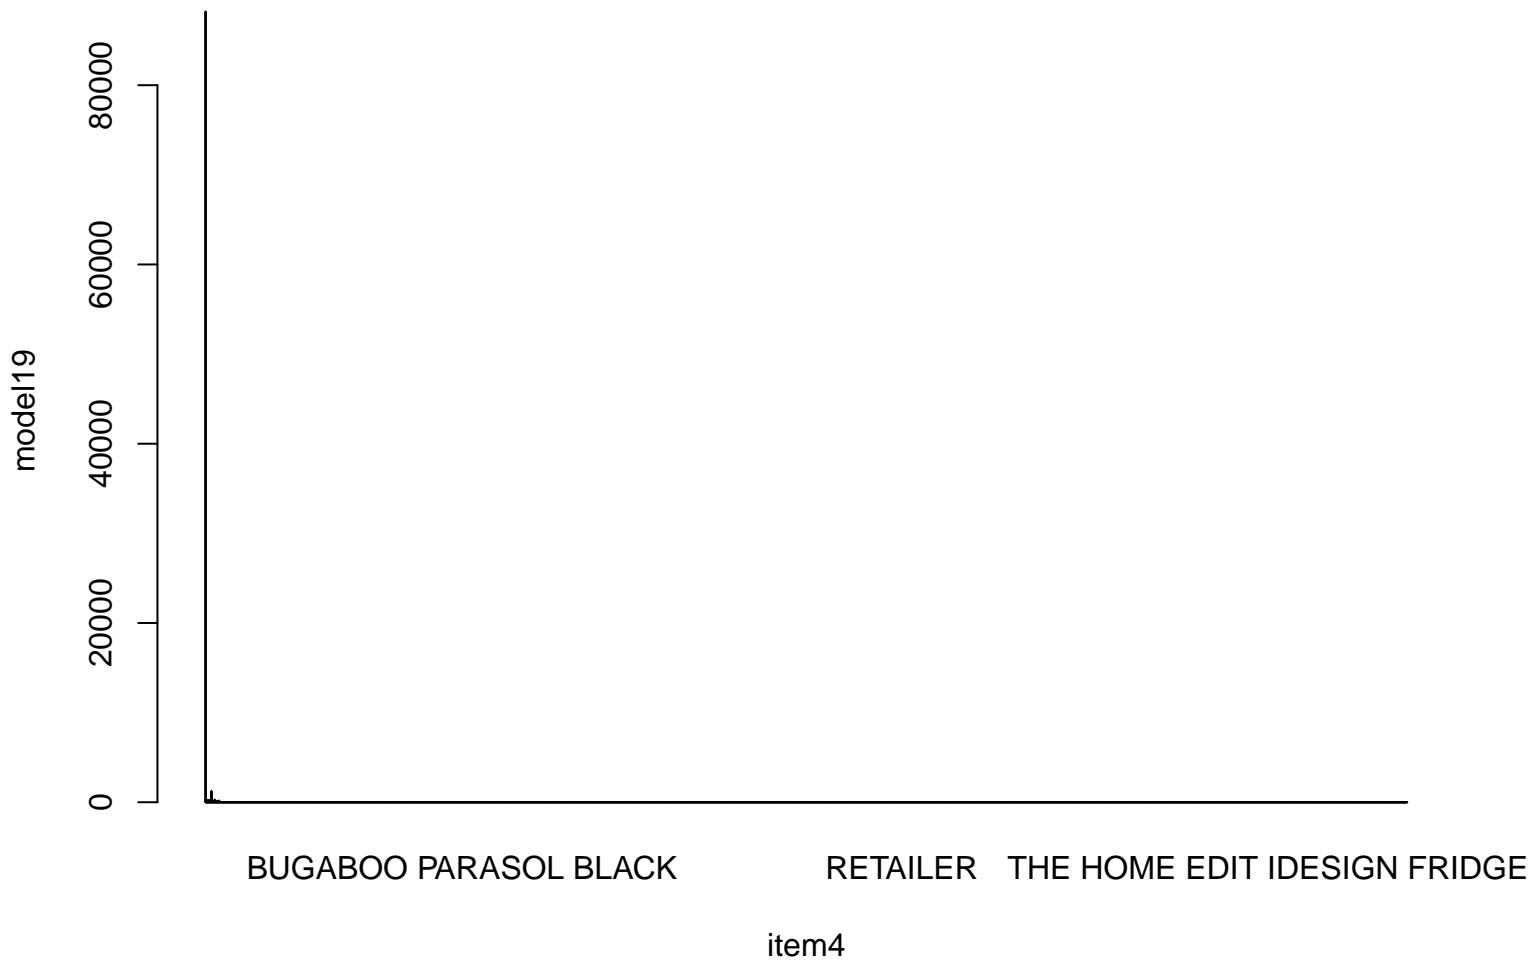 80000
60000
40000
20000
0
model19
BUGABOO PARASOL BLACK
RETAILER
THE HOME EDIT IDESIGN FRIDGE
item4